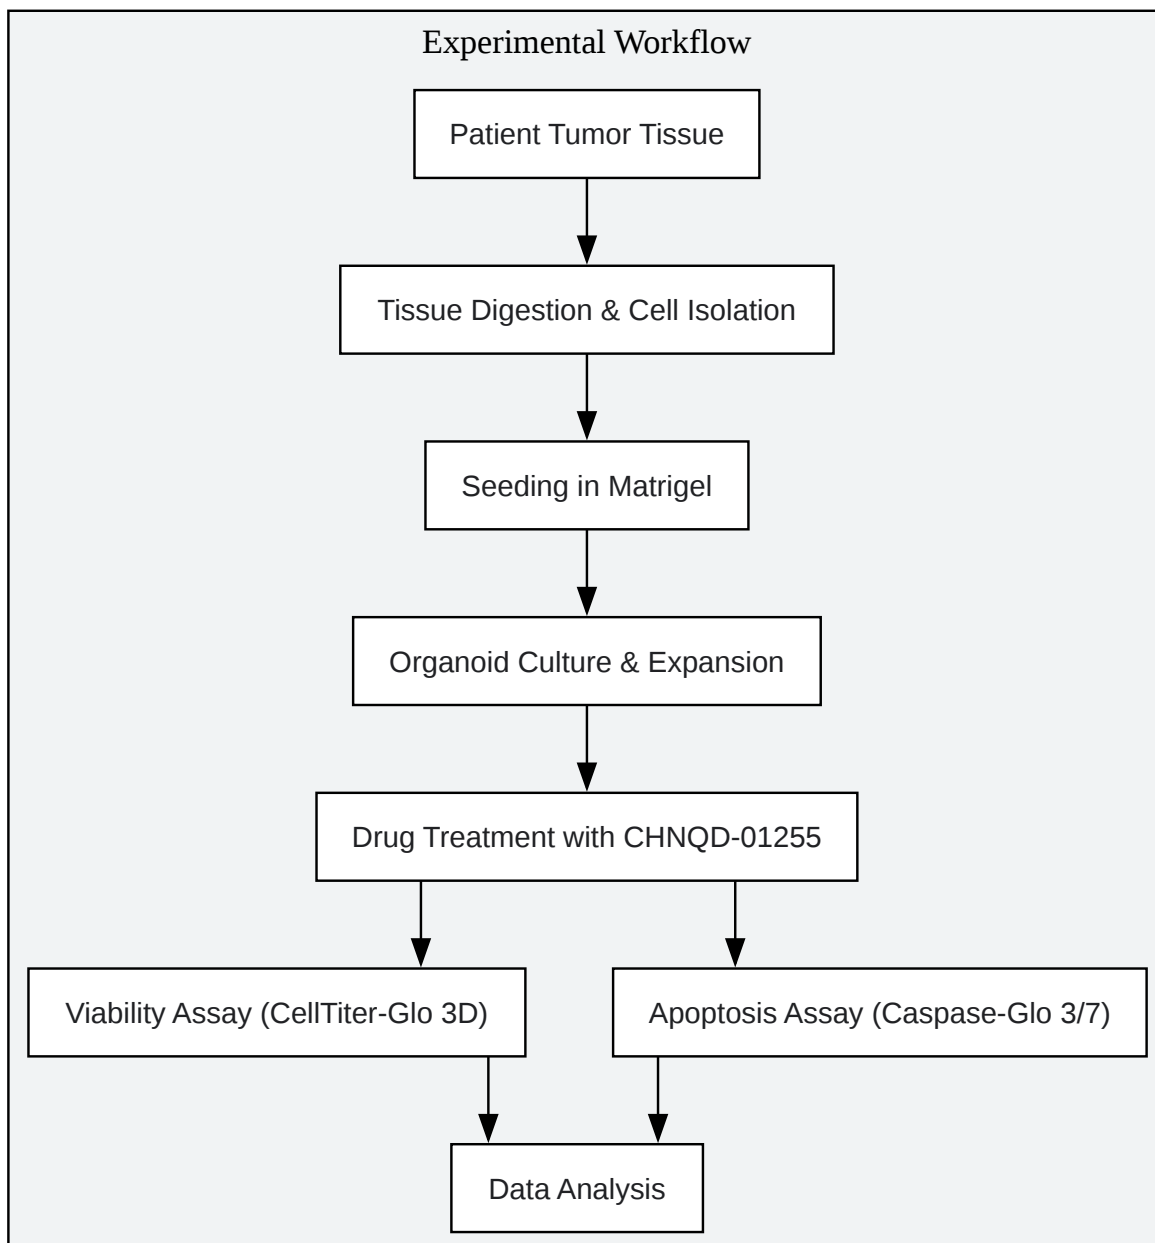 Experimental Workflow
Patient Tumor Tissue
Tissue Digestion & Cell Isolation
Seeding in Matrigel
Organoid Culture & Expansion
Drug Treatment with CHNQD-01255
Viability Assay (CellTiter-Glo 3D)
Apoptosis Assay (Caspase-Glo 3/7)
Data Analysis